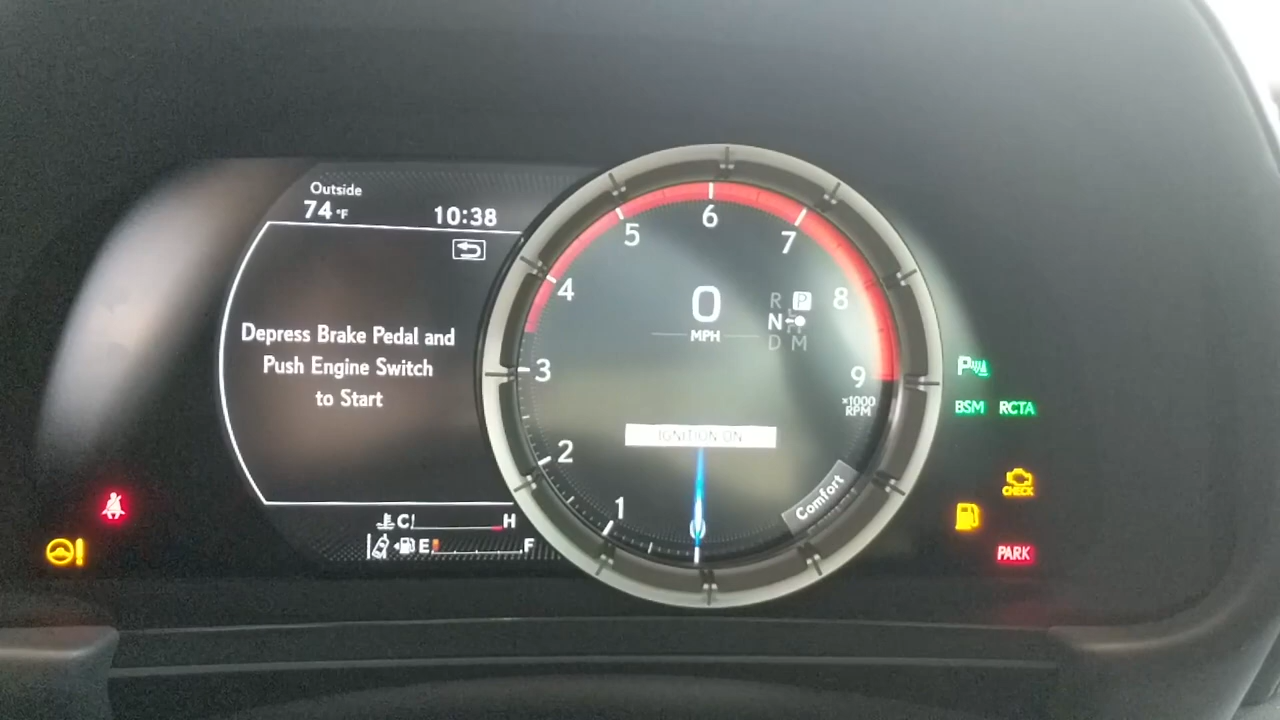 Outside
74 °F
10:38
Depress Brake Pedal and
Push Engine Switch
to Start
C H
E F
1
2
3
4
5
6
7
8
9
x1000
RPM
0
MPH
R P
N H
D M
IGNITION ON
Comfort
P
BSM RCTA
CHECK
PARK